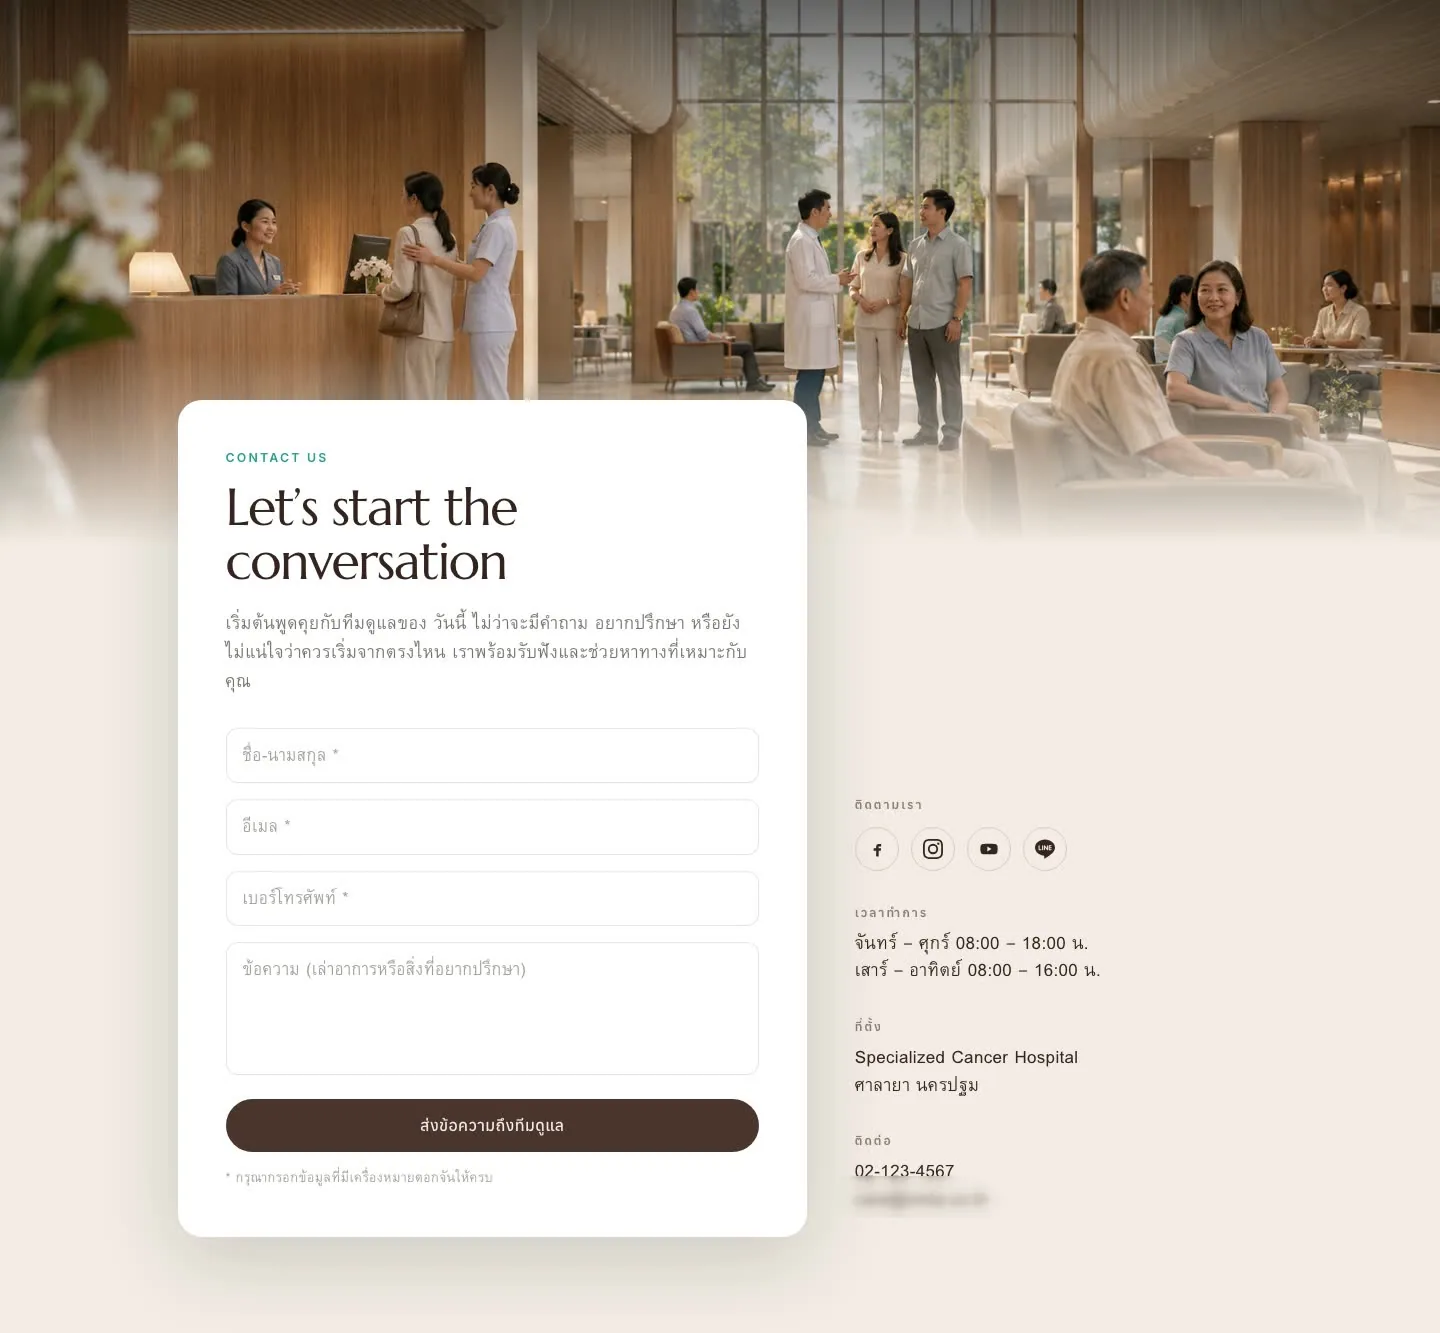 CONTACT US
Let’s start the
conversation
เริ่มต้นพูดคุยกับทีมดูแลของ วันนี้ ไม่ว่าจะมีคำถาม อยากปรึกษา หรือยัง
ไม่แน่ใจว่าควรเริ่มจากตรงไหน เราพร้อมรับฟังและช่วยหาทางที่เหมาะกับ
คุณ
ชื่อ-นามสกุล *
อีเมล *
เบอร์โทรศัพท์ *
ข้อความ (เล่าอาการหรือสิ่งที่อยากปรึกษา)
ส่งข้อความถึงทีมดูแล
* กรุณากรอกข้อมูลที่มีเครื่องหมายดอกจันให้ครบ
ติดตามเรา
LINE
เวลาทำการ
จันทร์ – ศุกร์ 08:00 – 18:00 น.
เสาร์ – อาทิตย์ 08:00 – 16:00 น.
ที่ตั้ง
Specialized Cancer Hospital
ศาลายา นครปฐม
ติดต่อ
02-123-4567